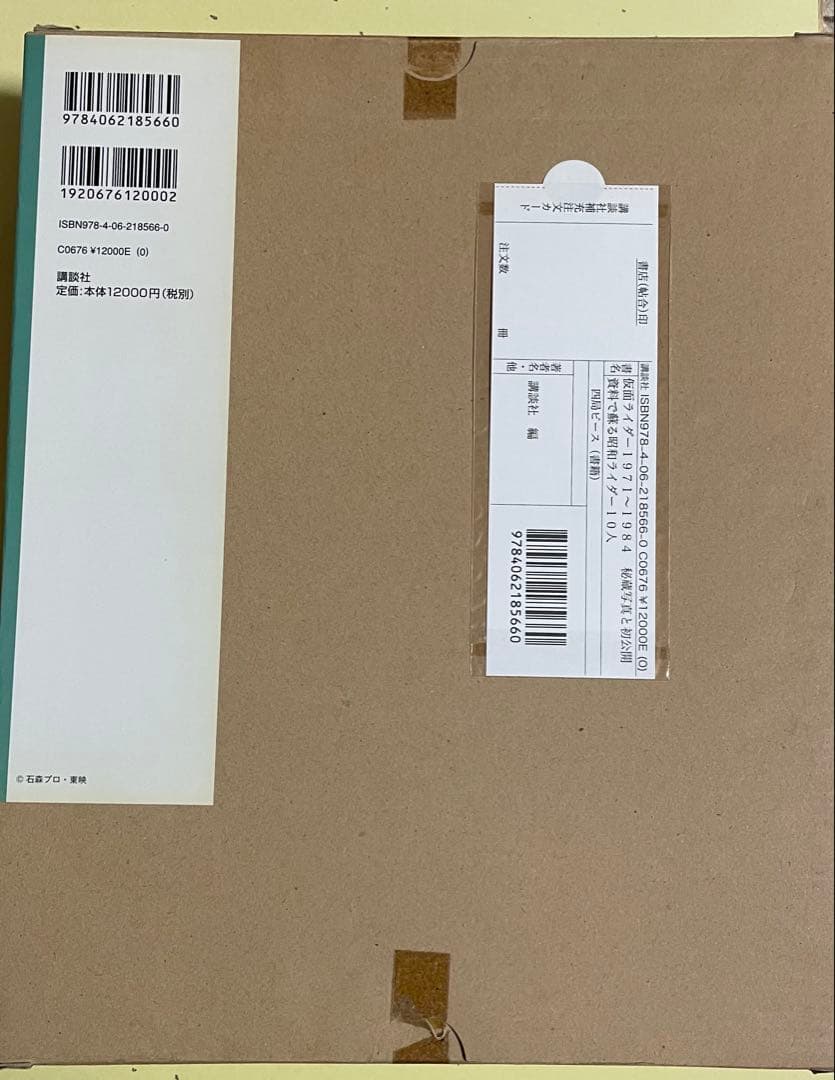 9784062185660
1920676120002
ISBN978-4-06-218566-0
C0676 ¥12000E (0)
講談社
定価:本体12000円(税別)
© 石森プロ・東映
講談社補充注文カード
書店(帖合)印
注文数
冊
講談社 ISBN978-4-06-218566-0 C0676 ¥12000E (0)
書名
仮面ライダー1971〜1984 秘蔵写真と初公開
資料で蘇る昭和ライダー10人
四局ピース(書籍)
著者名・他
講談社 編
9784062185660